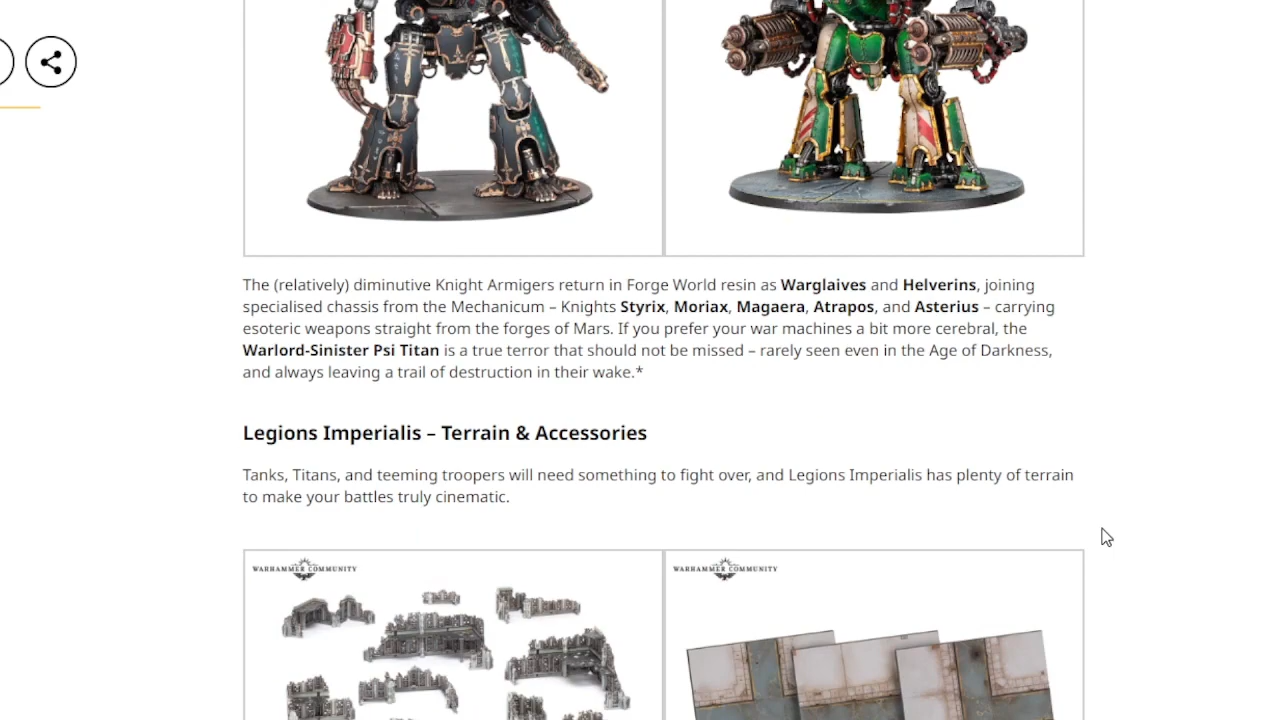 The (relatively) diminutive Knight Armigers return in Forge World resin as Warglaives and Helverins, joining
specialised chassis from the Mechanicum – Knights Styrix, Moriax, Magaera, Atrapos, and Asterius – carrying
esoteric weapons straight from the forges of Mars. If you prefer your war machines a bit more cerebral, the
Warlord-Sinister Psi Titan is a true terror that should not be missed – rarely seen even in the Age of Darkness,
and always leaving a trail of destruction in their wake.*
Legions Imperialis – Terrain & Accessories
Tanks, Titans, and teeming troopers will need something to fight over, and Legions Imperialis has plenty of terrain
to make your battles truly cinematic.
WARHAMMER COMMUNITY
WARHAMMER COMMUNITY